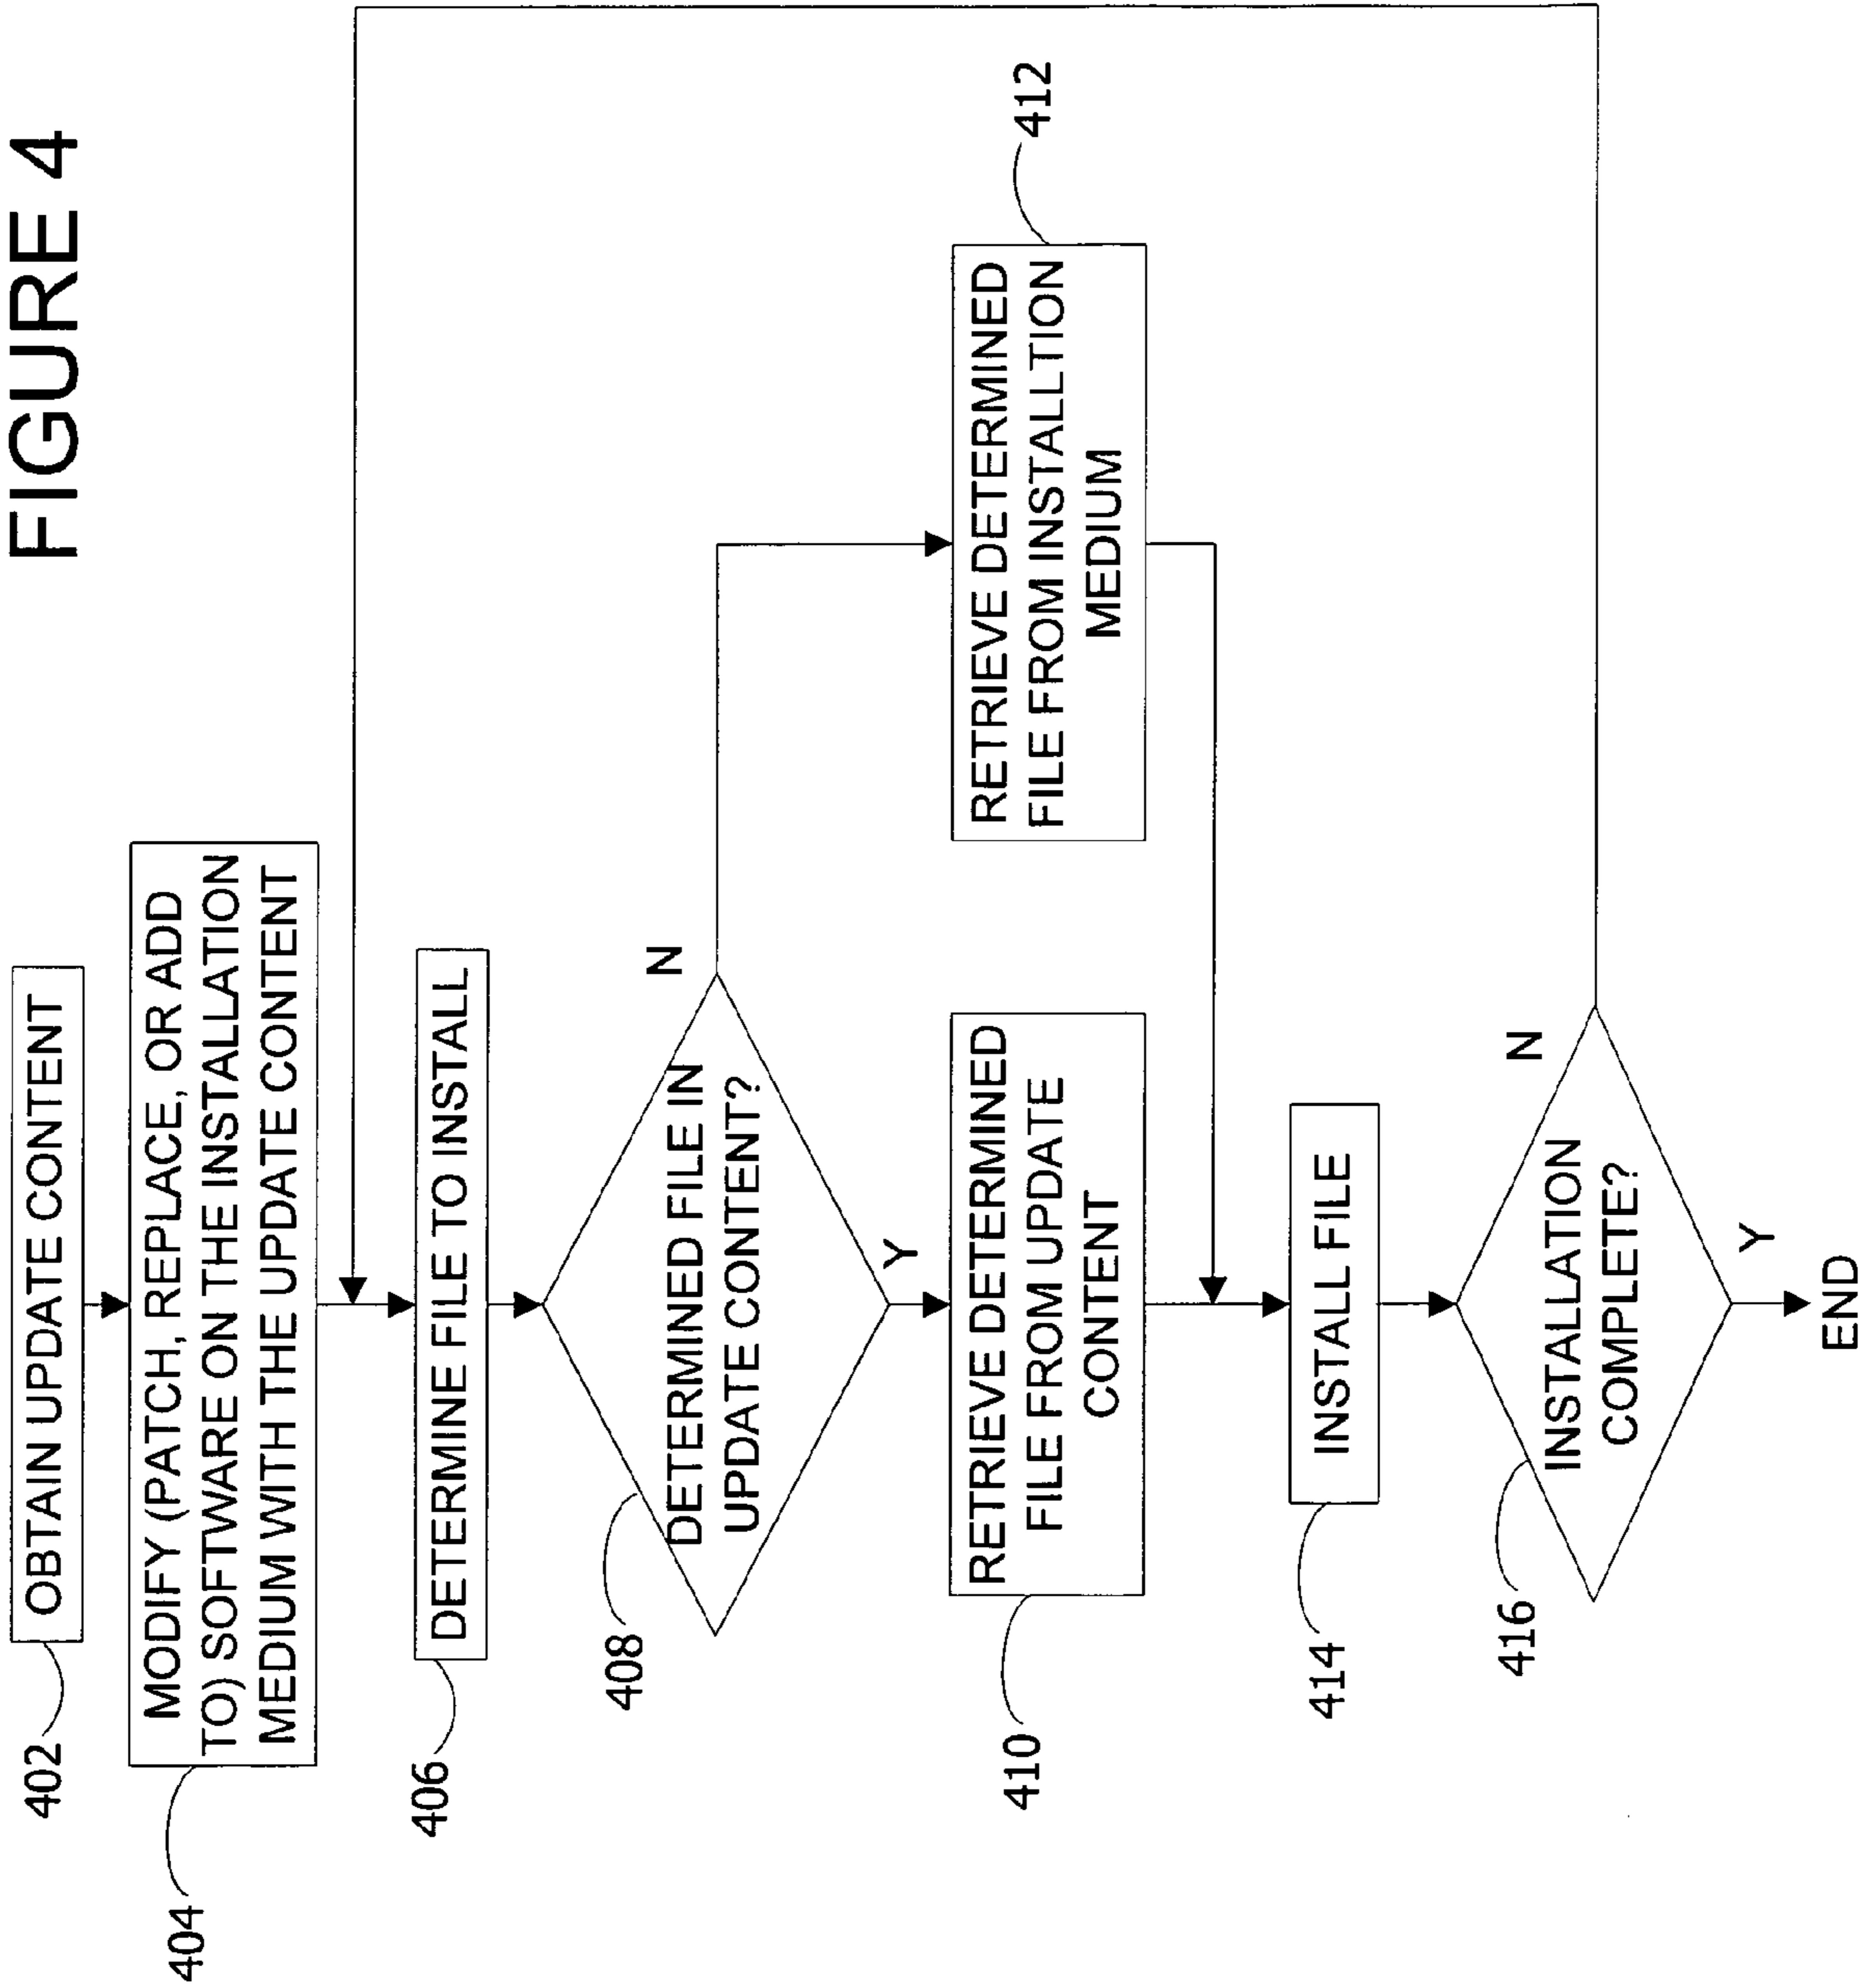 FIGURE 4
402
OBTAIN UPDATE CONTENT
404
MODIFY (PATCH, REPLACE, OR ADD
TO) SOFTWARE ON THE INSTALLATION
MEDIUM WITH THE UPDATE CONTENT
406
DETERMINE FILE TO INSTALL
408
DETERMINED FILE IN
UPDATE CONTENT?
N
Y
410
RETRIEVE DETERMINED
FILE FROM UPDATE
CONTENT
412
RETRIEVE DETERMINED
FILE FROM INSTALLTION
MEDIUM
414
INSTALL FILE
416
INSTALLATION
COMPLETE?
N
Y
END